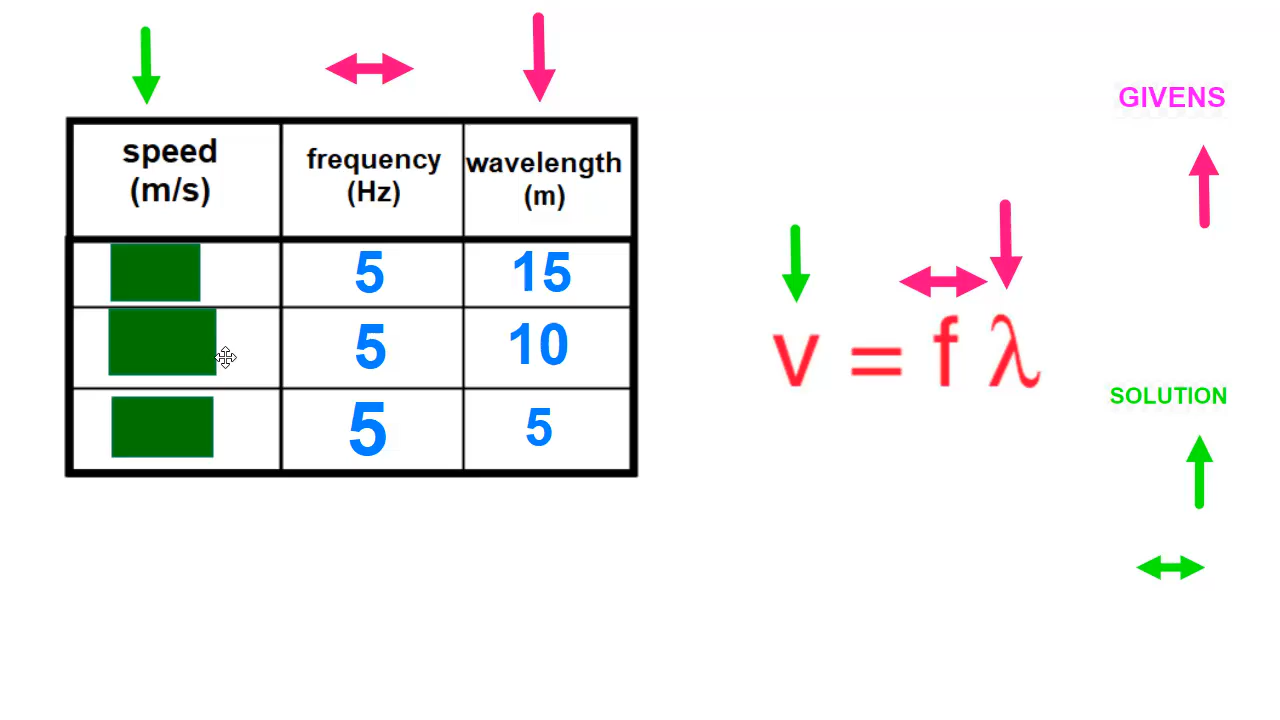 GIVENS
speed
(m/s)
frequency
(Hz)
wavelength
(m)
5
15
5
10
5
5
v = f λ
SOLUTION